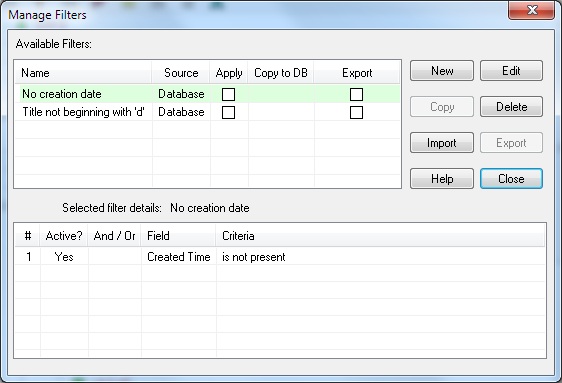 Manage Filters
Available Filters:
Name Source Apply Copy to DB Export
No creation date Database
Title not beginning with 'd' Database
New Edit
Copy Delete
Import Export
Help Close
Selected filter details: No creation date
# Active? And / Or Field Criteria
1 Yes Created Time is not present